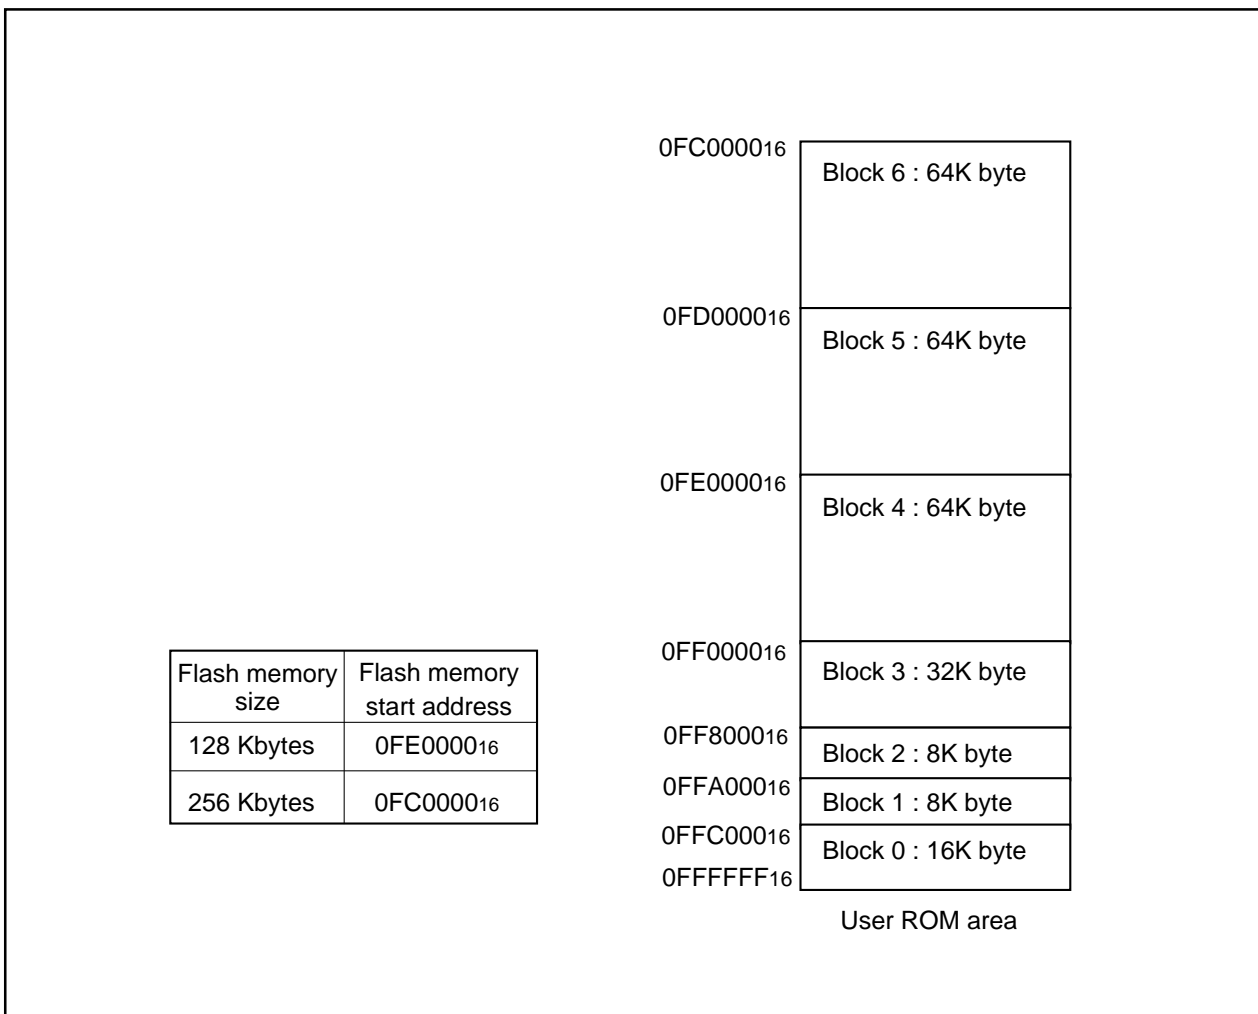 0FC000016
Block 6 : 64K byte
0FD000016
Block 5 : 64K byte
0FE000016
Block 4 : 64K byte
0FF000016
Block 3 : 32K byte
0FF800016
Block 2 : 8K byte
0FFA00016
Block 1 : 8K byte
0FFC00016
Block 0 : 16K byte
0FFFFFF16
User ROM area
Flash memory size
Flash memory start address
128 Kbytes
0FE000016
256 Kbytes
0FC000016